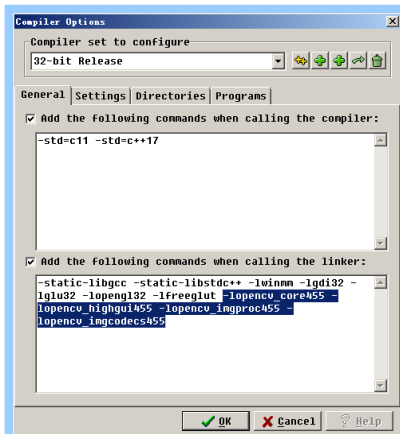 Compiler Options
Compiler set to configure
32-bit Release
General Settings Directories Programs
Add the following commands when calling the compiler:
-std=c11 -std=c++17
Add the following commands when calling the linker:
-static-libgcc -static-libstdc++ -lwinmm -lgdi32 -
lglu32 -lopengl32 -lfreeglut -lopencv_core455 -
lopencv_highgui455 -lopencv_imgproc455 -
lopencv_imgcodecs455
OK Cancel Help